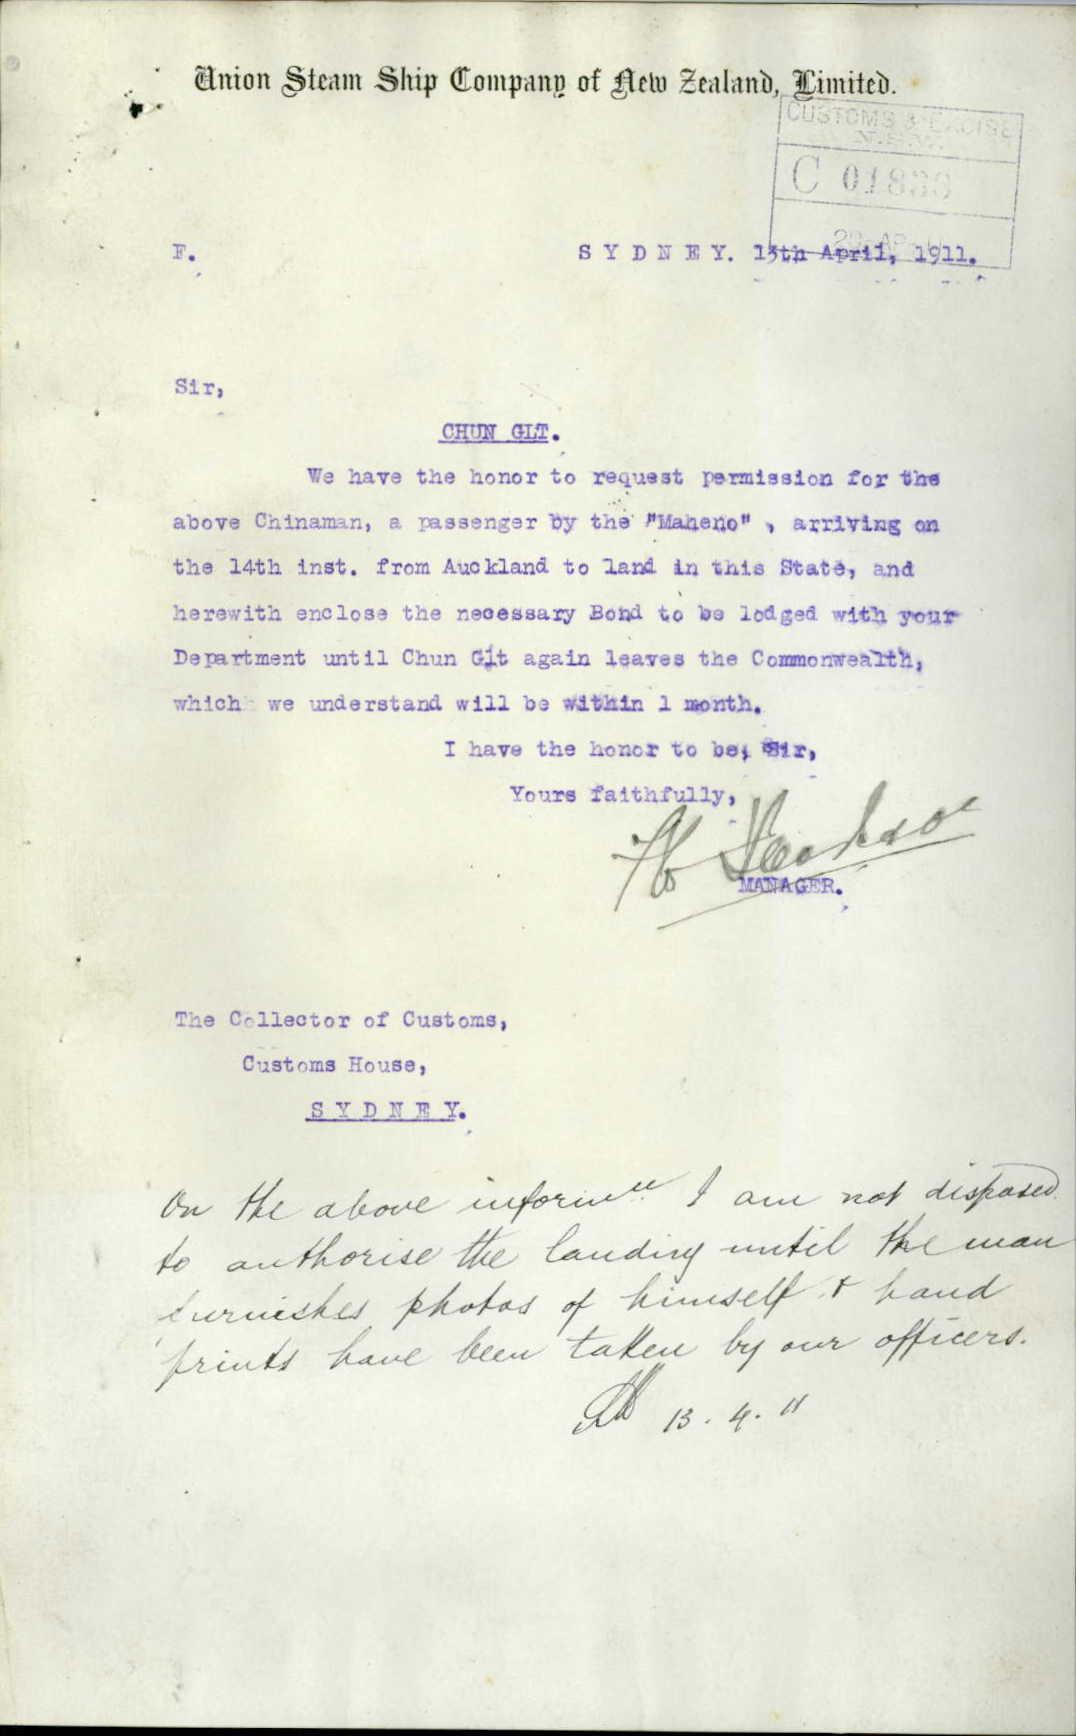 Union Steam Ship Company of New Zealand, Limited.
CUSTOMS & EXCISE
N.S.W.
C 01838
F.
S Y D N E Y. 13th April, 1911.
Sir,
CHUN GLT.
We have the honor to request permission for the
above Chinaman, a passenger by the "Maheno", arriving on
the 14th inst. from Auckland to land in this State, and
herewith enclose the necessary Bond to be lodged with your
Department until Chun Git again leaves the Commonwealth,
which we understand will be within 1 month.
I have the honor to be, Sir,
Yours faithfully,
MANAGER.
The Collector of Customs,
Customs House,
S Y D N E Y.
On the above I am not disposed
to authorise the landing until the man
furnishes photos of himself & hand
prints have been taken by our officers.
13.4.11